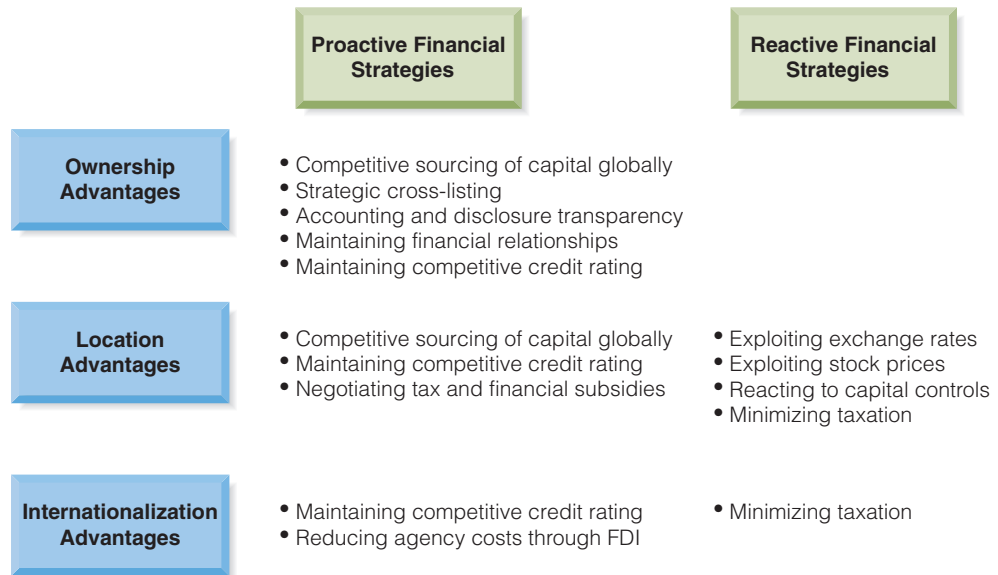 Proactive Financial
Strategies
Reactive Financial
Strategies
Ownership
Advantages
• Competitive sourcing of capital globally
• Strategic cross-listing
• Accounting and disclosure transparency
• Maintaining financial relationships
• Maintaining competitive credit rating
Location
Advantages
• Competitive sourcing of capital globally
• Maintaining competitive credit rating
• Negotiating tax and financial subsidies
• Exploiting exchange rates
• Exploiting stock prices
• Reacting to capital controls
• Minimizing taxation
Internationalization
Advantages
• Maintaining competitive credit rating
• Reducing agency costs through FDI
• Minimizing taxation